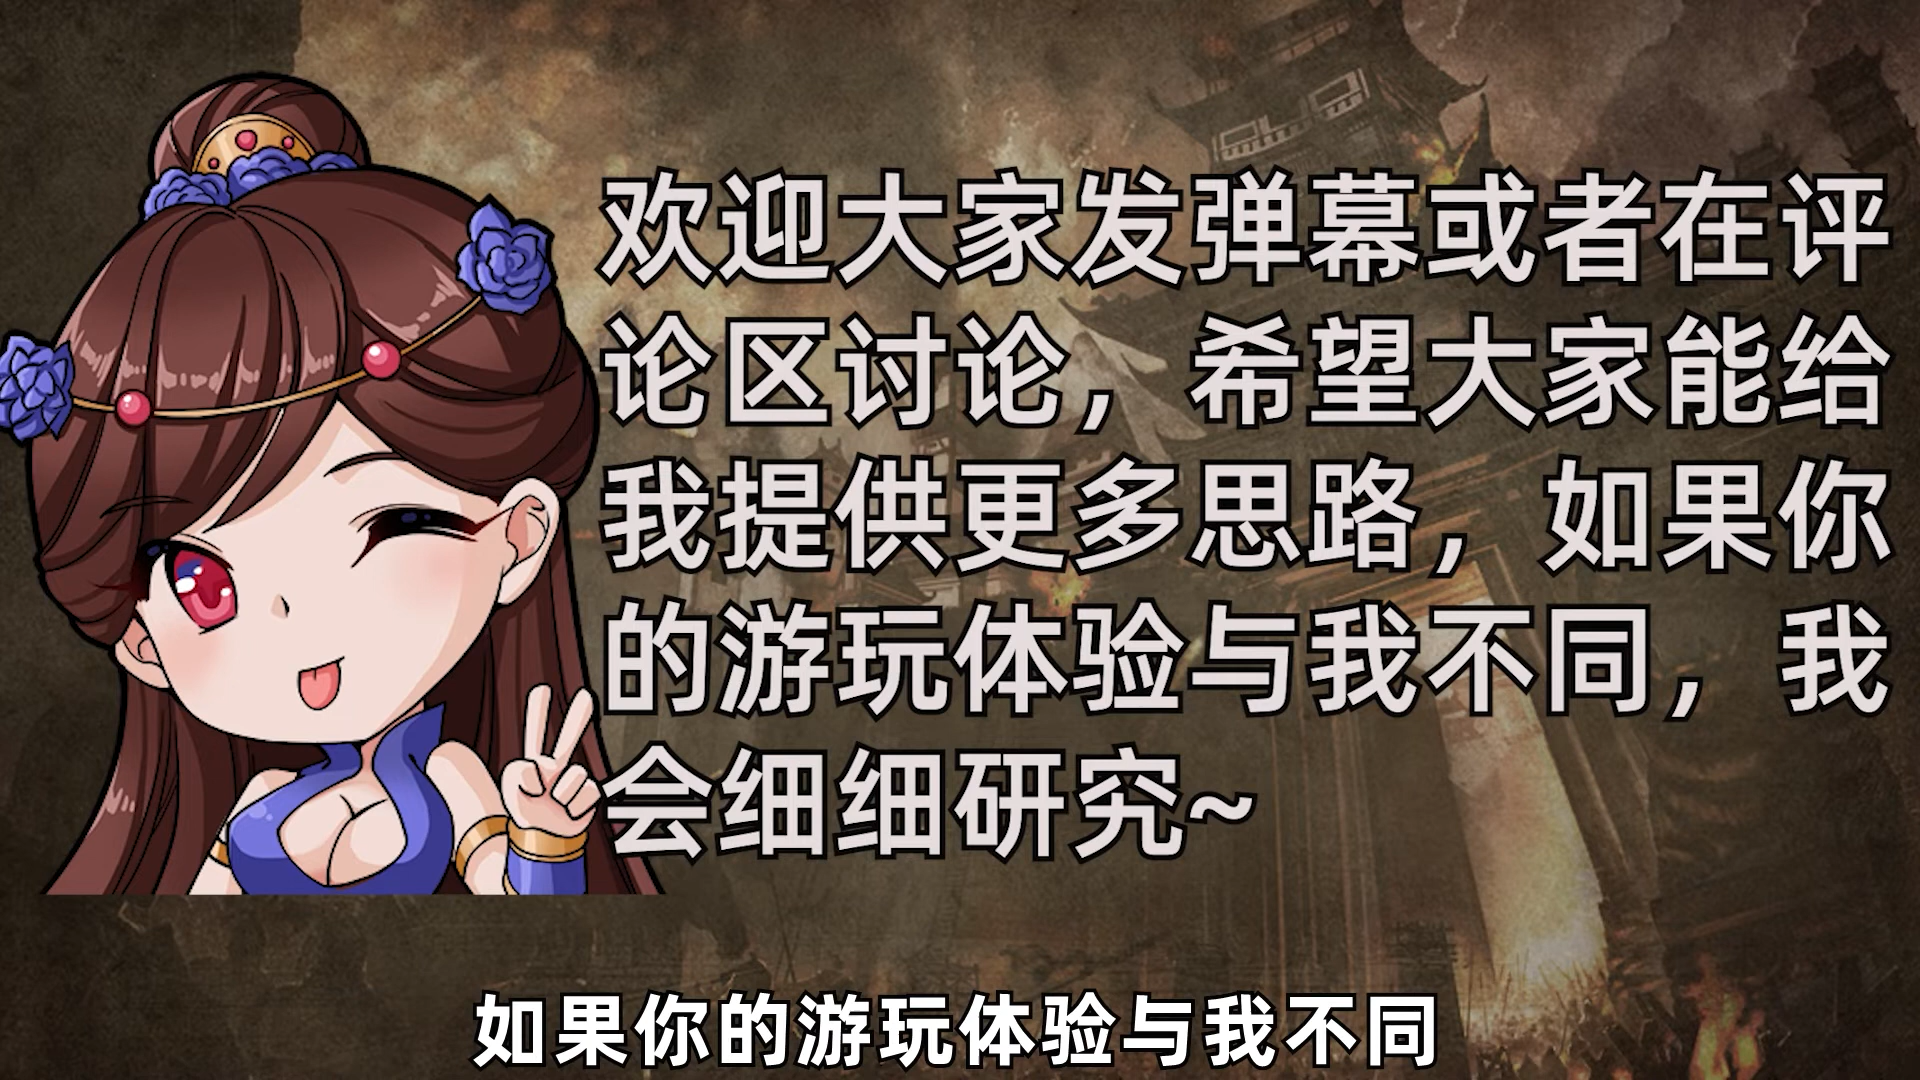 欢迎大家发弹幕或者在评
论区讨论，希望大家能给
我提供更多思路，如果你
的游玩体验与我不同，我
会细细研究~
如果你的游玩体验与我不同